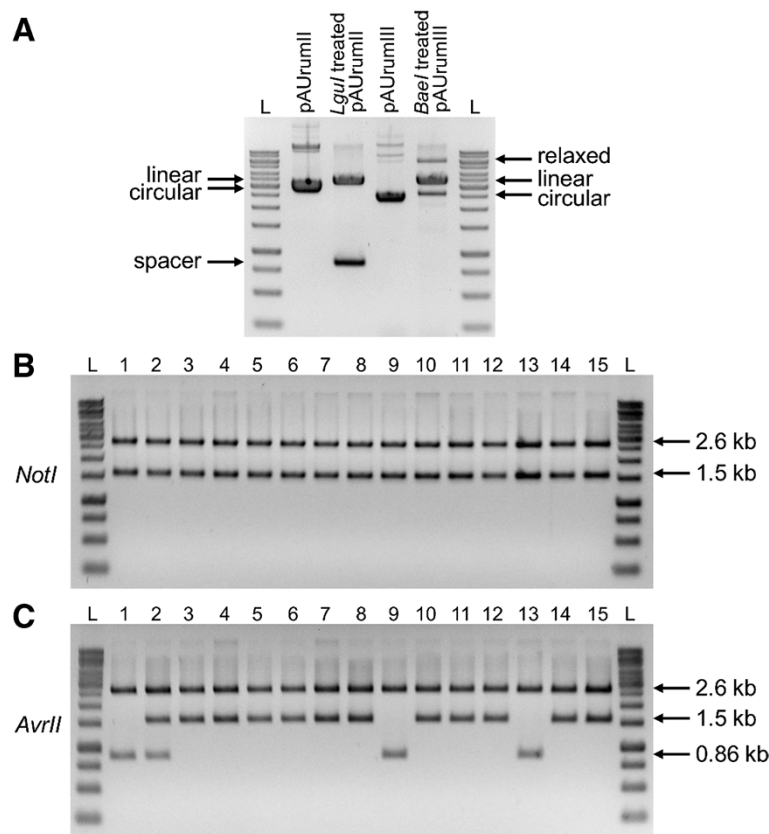 A
L
pAUrumII
LguI treated
pAUrumII
pAUrumIII
BaeI treated
pAUrumIII
L
linear
circular
spacer
relaxed
linear
circular
B
L 1 2 3 4 5 6 7 8 9 10 11 12 13 14 15 L
NotI
2.6 kb
1.5 kb
C
L 1 2 3 4 5 6 7 8 9 10 11 12 13 14 15 L
AvrII
2.6 kb
1.5 kb
0.86 kb